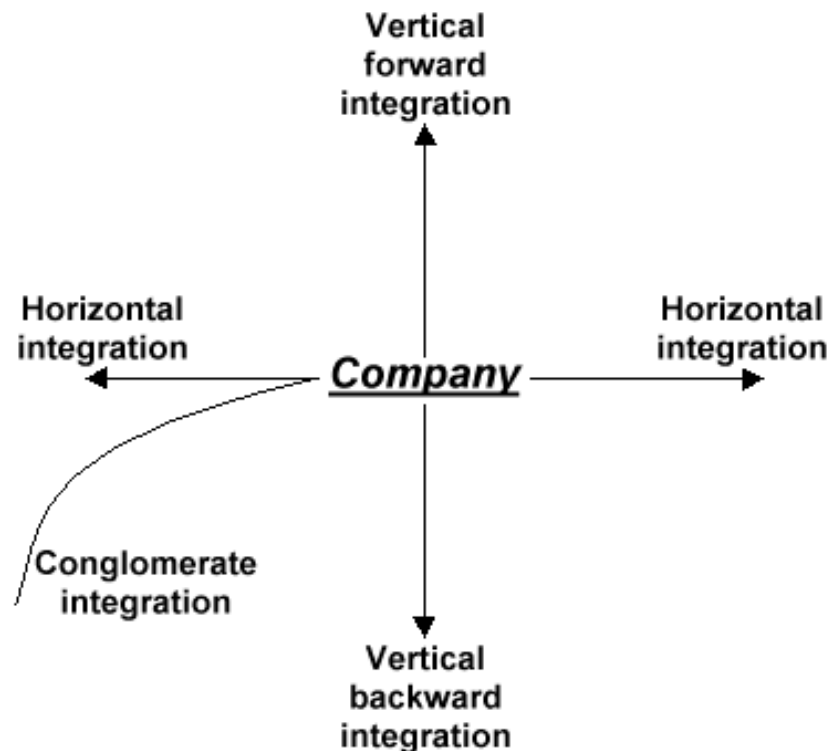 Vertical
forward
integration
Horizontal
integration
Horizontal
integration
Company
Conglomerate
integration
Vertical
backward
integration